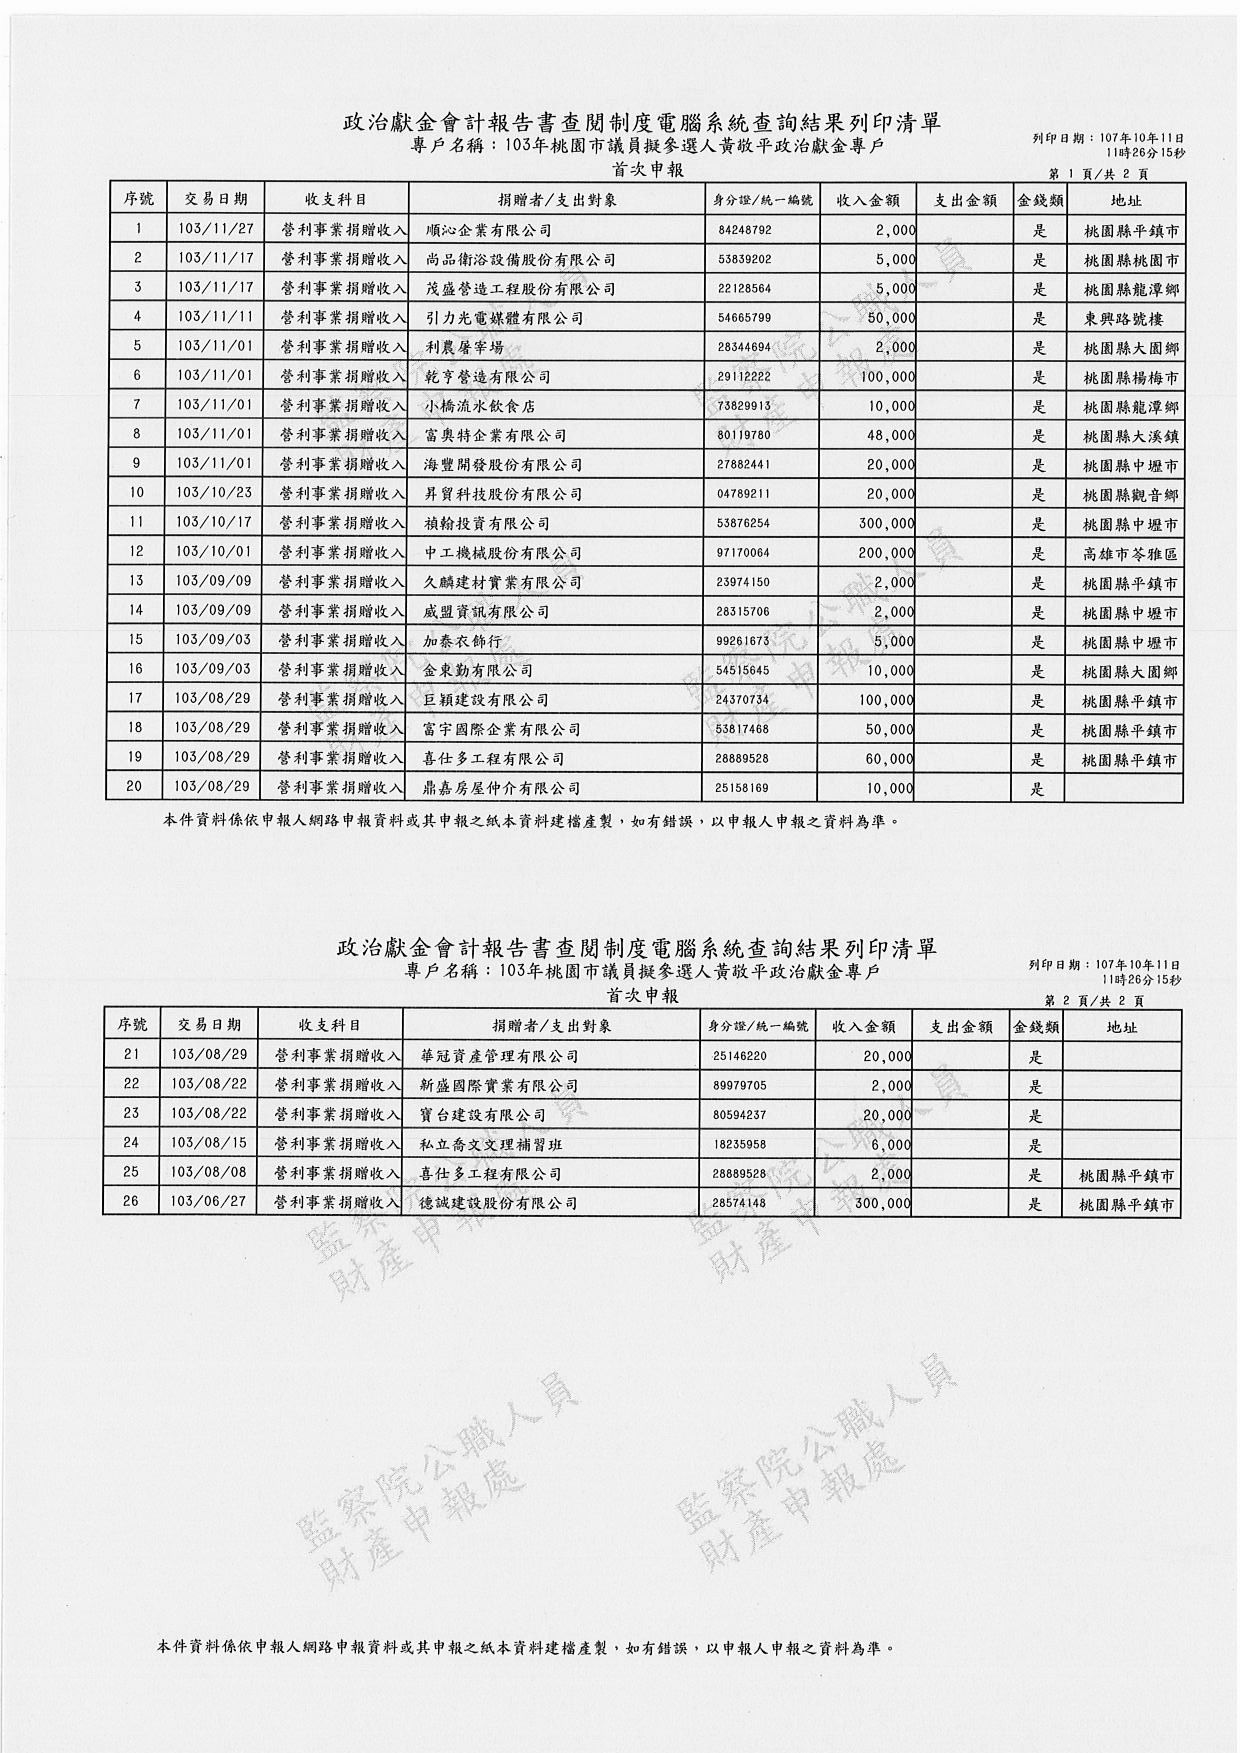 政治獻金會計報告書查閱制度電腦系統查詢結果列印清單
專戶名稱：103年桃園市議員擬參選人黃敬平政治獻金專戶
列印日期：107年10年11日
11時26分15秒
首次申報
第 1 頁/共 2 頁
序號 交易日期 收支科目 捐贈者/支出對象 身分證/統一編號 收入金額 支出金額 金錢類 地址
1 103/11/27 營利事業捐贈收入 順沁企業有限公司 84248792 2,000 是 桃園縣平鎮市
2 103/11/17 營利事業捐贈收入 尚品衛浴設備股份有限公司 53839202 5,000 是 桃園縣桃園市
3 103/11/17 營利事業捐贈收入 茂盛營造工程股份有限公司 22128564 5,000 是 桃園縣龍潭鄉
4 103/11/11 營利事業捐贈收入 引力光電媒體有限公司 54665799 50,000 是 東興路號樓
5 103/11/01 營利事業捐贈收入 利農屠宰場 28344694 2,000 是 桃園縣大園鄉
6 103/11/01 營利事業捐贈收入 乾亨營造有限公司 29112222 100,000 是 桃園縣楊梅市
7 103/11/01 營利事業捐贈收入 小橋流水飲食店 73829913 10,000 是 桃園縣龍潭鄉
8 103/11/01 營利事業捐贈收入 富奧特企業有限公司 80119780 48,000 是 桃園縣大溪鎮
9 103/11/01 營利事業捐贈收入 海豐開發股份有限公司 27882441 20,000 是 桃園縣中壢市
10 103/10/23 營利事業捐贈收入 昇貿科技股份有限公司 04789211 20,000 是 桃園縣觀音鄉
11 103/10/17 營利事業捐贈收入 禎翰投資有限公司 53876254 300,000 是 桃園縣中壢市
12 103/10/01 營利事業捐贈收入 中工機械股份有限公司 97170064 200,000 是 高雄市苓雅區
13 103/09/09 營利事業捐贈收入 久麟建材實業有限公司 23974150 2,000 是 桃園縣平鎮市
14 103/09/09 營利事業捐贈收入 威盟資訊有限公司 28315706 2,000 是 桃園縣中壢市
15 103/09/03 營利事業捐贈收入 加泰衣飾行 99261673 5,000 是 桃園縣中壢市
16 103/09/03 營利事業捐贈收入 金東勤有限公司 54515645 10,000 是 桃園縣大園鄉
17 103/08/29 營利事業捐贈收入 巨穎建設有限公司 24370734 100,000 是 桃園縣平鎮市
18 103/08/29 營利事業捐贈收入 富宇國際企業有限公司 53817468 50,000 是 桃園縣平鎮市
19 103/08/29 營利事業捐贈收入 喜仕多工程有限公司 28889528 60,000 是 桃園縣平鎮市
20 103/08/29 營利事業捐贈收入 鼎嘉房屋仲介有限公司 25158169 10,000 是
本件資料係依申報人網路申報資料或其申報之紙本資料建檔產製，如有錯誤，以申報人申報之資料為準。
政治獻金會計報告書查閱制度電腦系統查詢結果列印清單
專戶名稱：103年桃園市議員擬參選人黃敬平政治獻金專戶
列印日期：107年10年11日
11時26分15秒
首次申報
第 2 頁/共 2 頁
序號 交易日期 收支科目 捐贈者/支出對象 身分證/統一編號 收入金額 支出金額 金錢類 地址
21 103/08/29 營利事業捐贈收入 華冠資產管理有限公司 25146220 20,000 是
22 103/08/22 營利事業捐贈收入 新盛國際實業有限公司 89979705 2,000 是
23 103/08/22 營利事業捐贈收入 寶台建設有限公司 80594237 20,000 是
24 103/08/15 營利事業捐贈收入 私立喬文文理補習班 18235958 6,000 是
25 103/08/08 營利事業捐贈收入 喜仕多工程有限公司 28889528 2,000 是 桃園縣平鎮市
26 103/06/27 營利事業捐贈收入 德誠建設股份有限公司 28574148 300,000 是 桃園縣平鎮市
監察院公職人員
財產申報處
監察院公職人員
財產申報處
本件資料係依申報人網路申報資料或其申報之紙本資料建檔產製，如有錯誤，以申報人申報之資料為準。